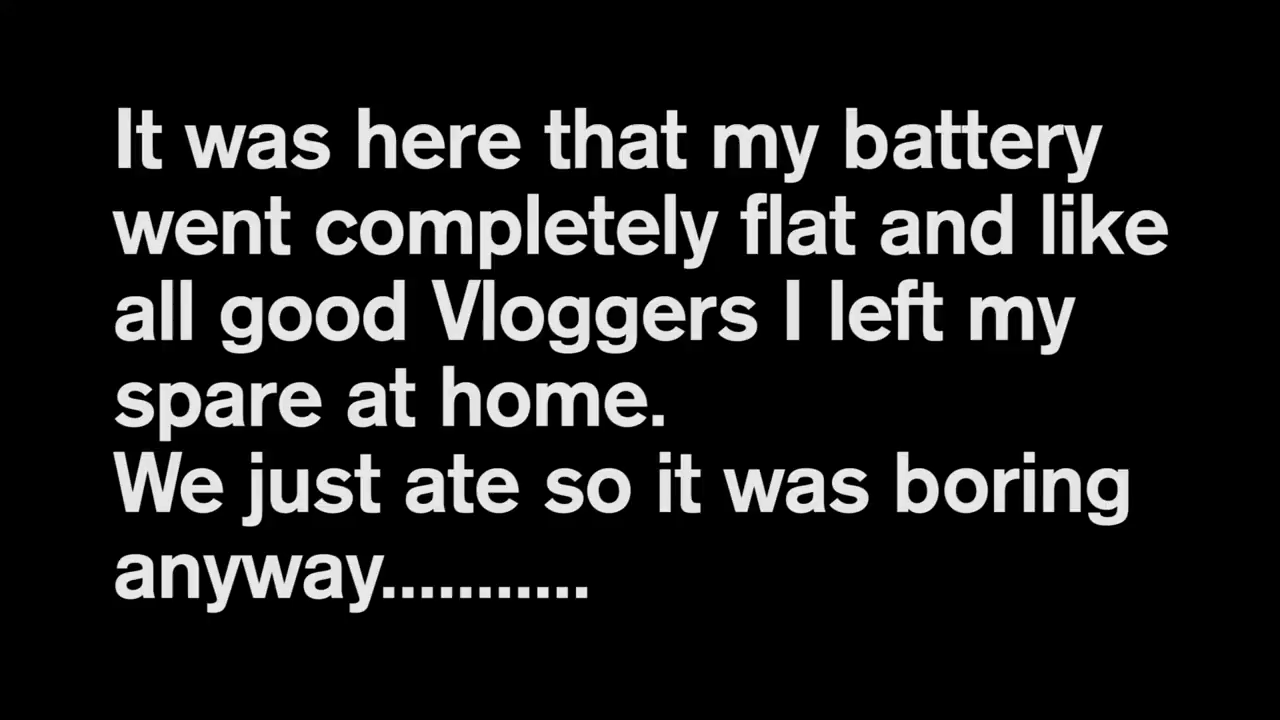 It was here that my battery
went completely flat and like
all good Vloggers I left my
spare at home.
We just ate so it was boring
anyway...........